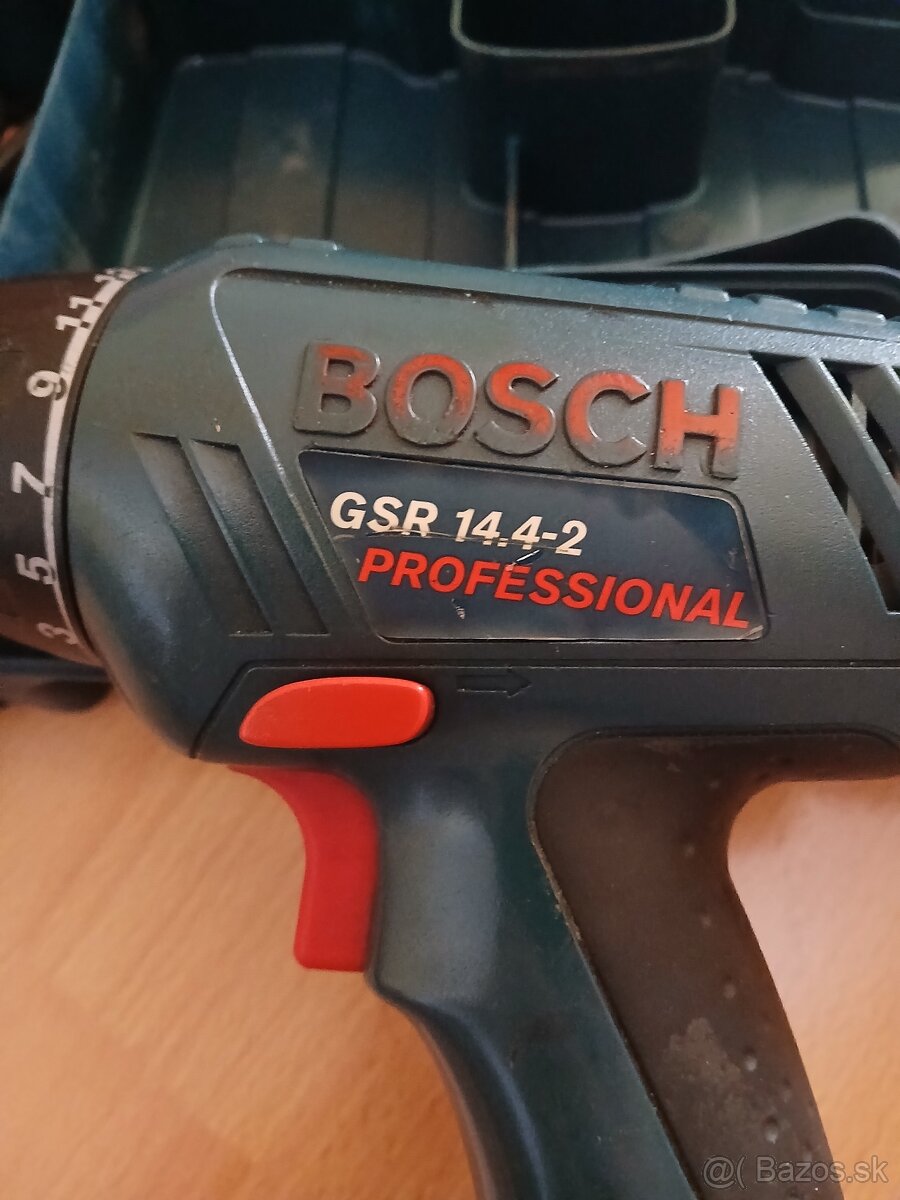 BOSCH
GSR 14.4-2
PROFESSIONAL
11
9
7
5
3
@( Bazos.sk